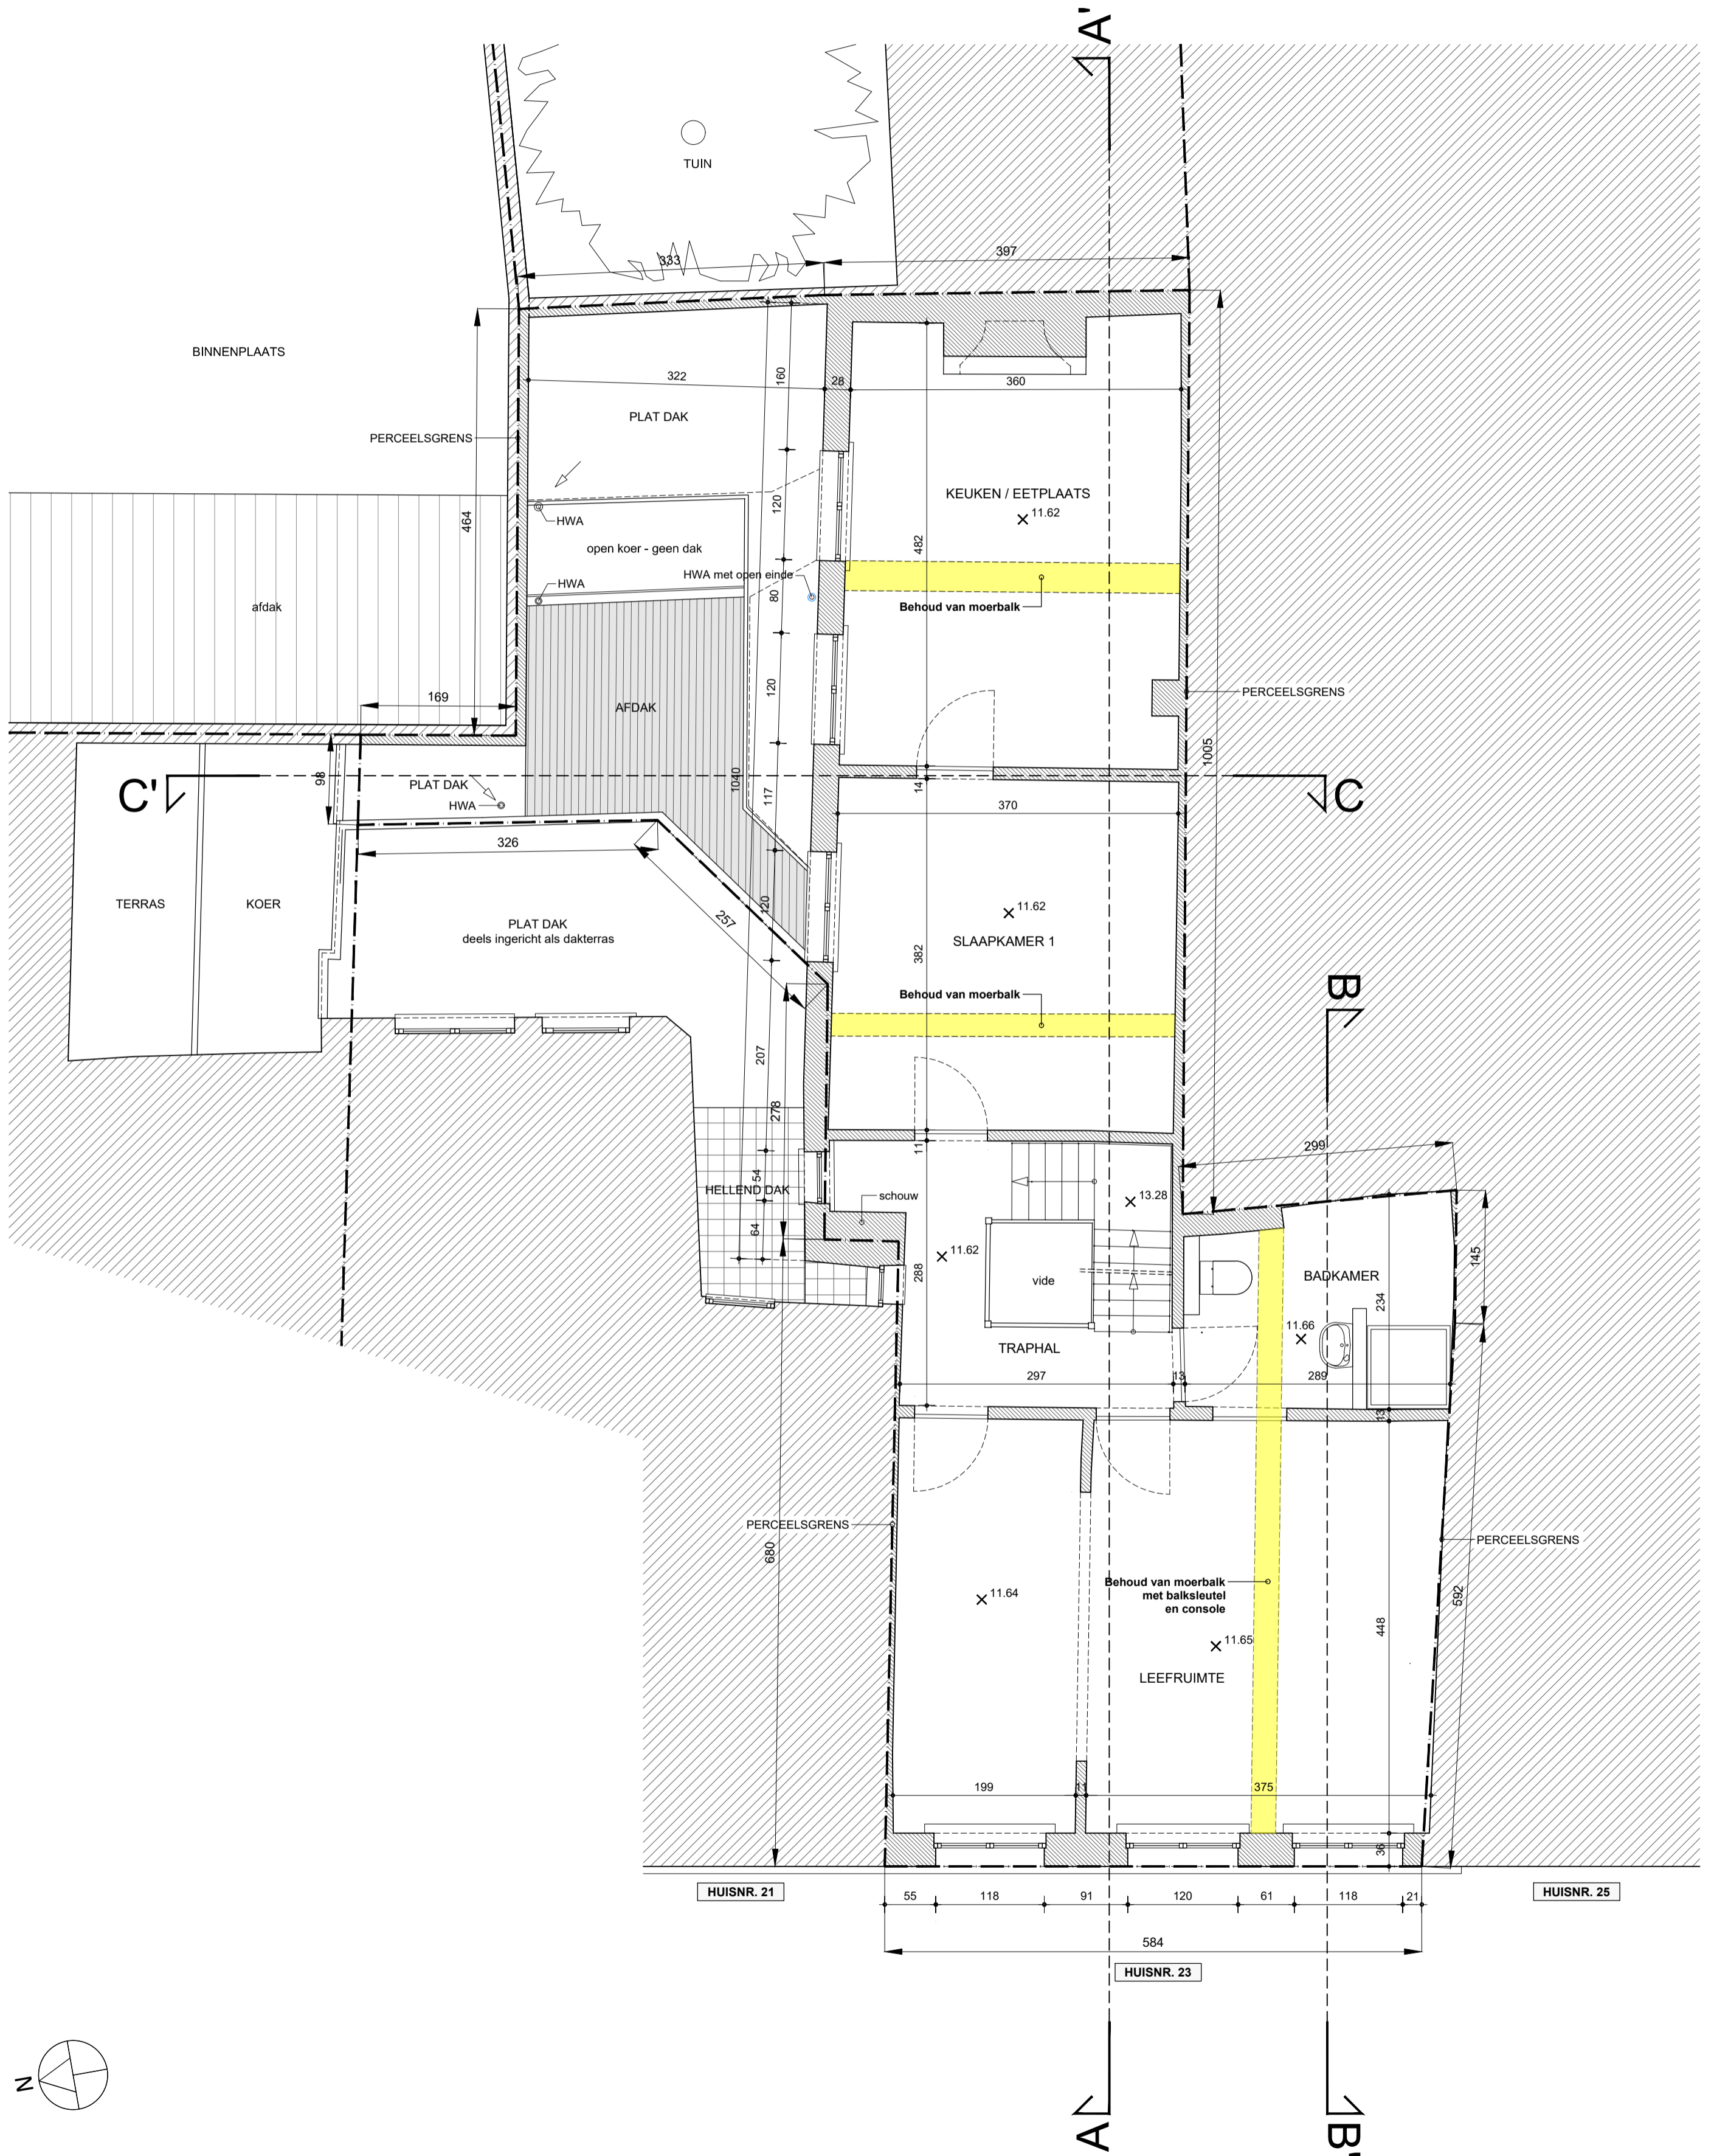 A'
TUIN
333
397
BINNENPLAATS
322
28
360
160
PLAT DAK
PERCEELSGRENS
KEUKEN / EETPLAATS
11.62
464
120
HWA
482
open koer - geen dak
HWA met open einde
HWA
80
Behoud van moerbalk
afdak
169
AFDAK
120
PERCEELSGRENS
1005
98
C'
PLAT DAK
HWA
1040
117
14
C
370
326
TERRAS
KOER
257
120
11.62
PLAT DAK
deels ingericht als dakterras
SLAAPKAMER 1
382
Behoud van moerbalk
B
207
278
11
299
54
HELLEND DAK
schouw
13.28
64
11.62
288
vide
BADKAMER
145
234
11.66
TRAPHAL
297
13
289
13
PERCEELSGRENS
680
PERCEELSGRENS
11.64
Behoud van moerbalk
met balksleutel
en console
592
448
11.65
LEEFRUIMTE
199
11
375
36
HUISNR. 21
HUISNR. 25
55
118
91
120
61
118
21
584
HUISNR. 23
N
A
B'